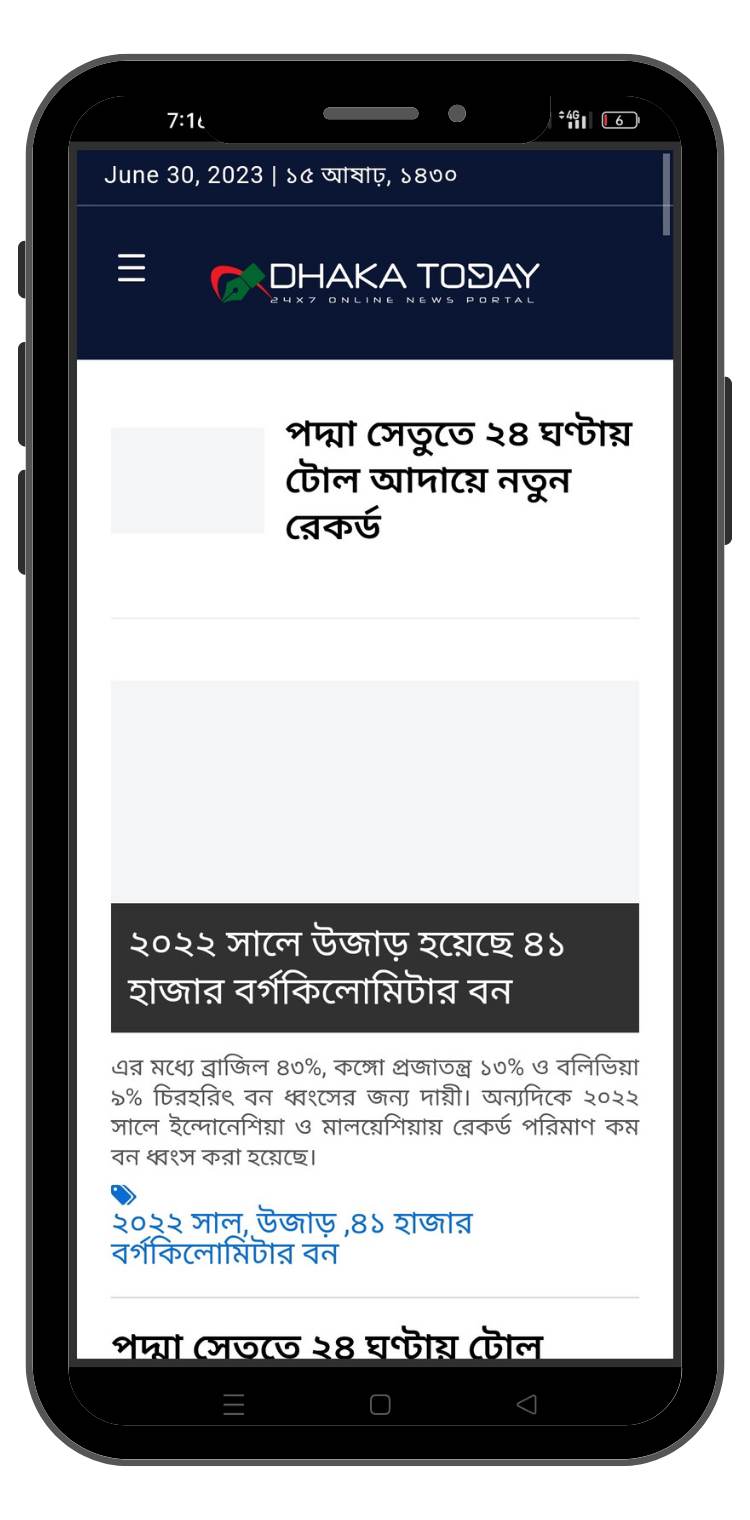 7:16
4G
6
June 30, 2023 | ১৫ আষাঢ়, ১৪৩০
DHAKA TODAY
24X7 ONLINE NEWS PORTAL
পদ্মা সেতুতে ২৪ ঘণ্টায়
টোল আদায়ে নতুন
রেকর্ড
২০২২ সালে উজাড় হয়েছে ৪১
হাজার বর্গকিলোমিটার বন
এর মধ্যে ব্রাজিল ৪৩%, কঙ্গো প্রজাতন্ত্র ১৩% ও বলিভিয়া
৯% চিরহরিৎ বন ধ্বংসের জন্য দায়ী। অন্যদিকে ২০২২
সালে ইন্দোনেশিয়া ও মালয়েশিয়ায় রেকর্ড পরিমাণ কম
বন ধ্বংস করা হয়েছে।
২০২২ সাল, উজাড় ,৪১ হাজার
বর্গকিলোমিটার বন
পদ্মা সেতুতে ২৪ ঘণ্টায় টোল